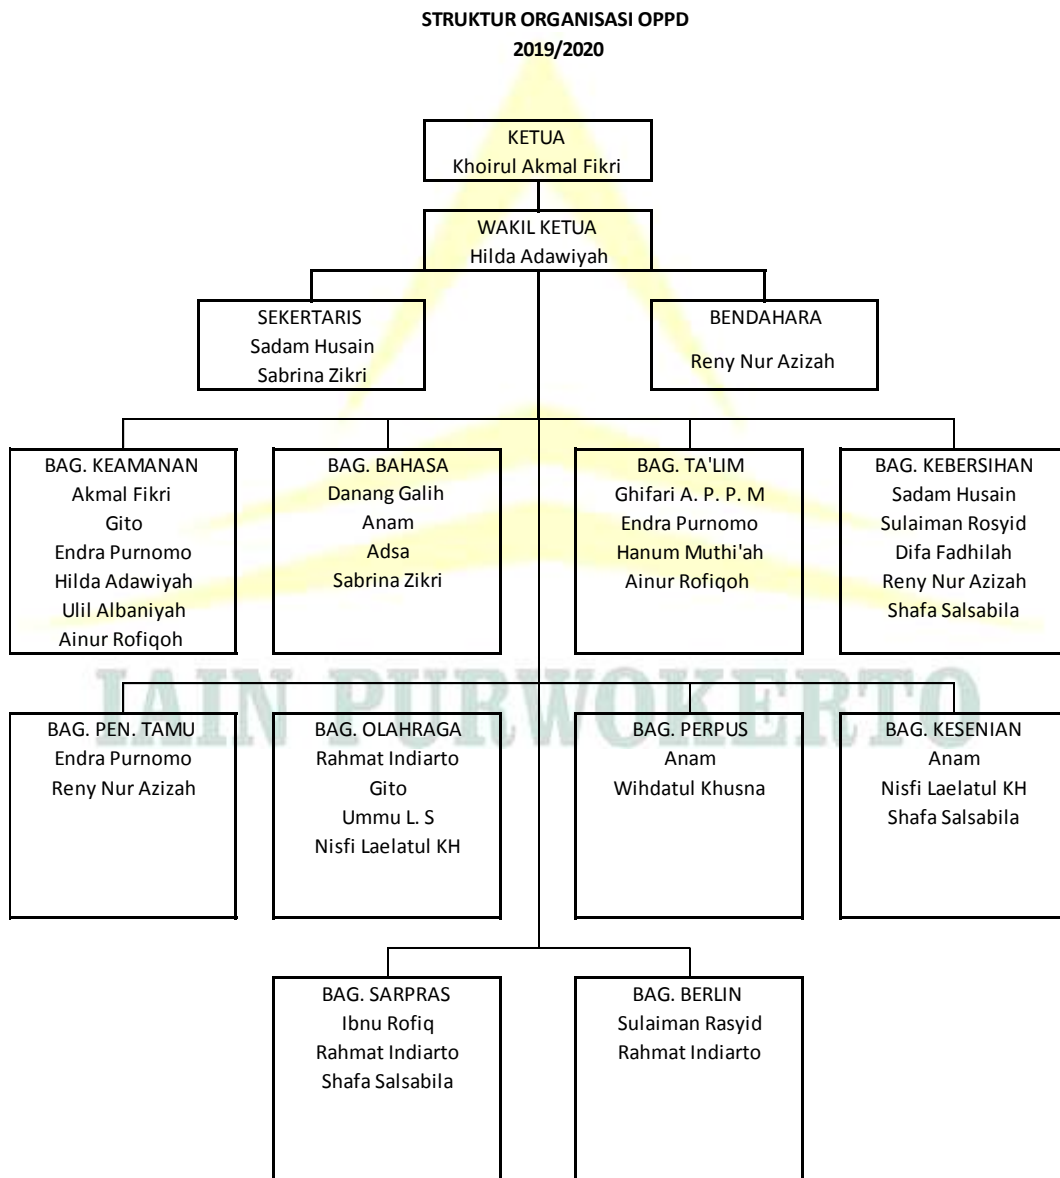 STRUKTUR ORGANISASI OPPD
2019/2020
KETUA
Khoirul Akmal Fikri
WAKIL KETUA
Hilda Adawiyah
SEKERTARIS
Sadam Husain
Sabrina Zikri
BENDAHARA
Reny Nur Azizah
BAG. KEAMANAN
Akmal Fikri
Gito
Endra Purnomo
Hilda Adawiyah
Ulil Albaniyah
Ainur Rofiqoh
BAG. BAHASA
Danang Galih
Anam
Adsa
Sabrina Zikri
BAG. TA'LIM
Ghifari A. P. P. M
Endra Purnomo
Hanum Muthi'ah
Ainur Rofiqoh
BAG. KEBERSIHAN
Sadam Husain
Sulaiman Rosyid
Difa Fadhilah
Reny Nur Azizah
Shafa Salsabila
IAIN PURWOKERTO
BAG. PEN. TAMU
Endra Purnomo
Reny Nur Azizah
BAG. OLAHRAGA
Rahmat Indiarto
Gito
Ummu L. S
Nisfi Laelatul KH
BAG. PERPUS
Anam
Wihdatul Khusna
BAG. KESENIAN
Anam
Nisfi Laelatul KH
Shafa Salsabila
BAG. SARPRAS
Ibnu Rofiq
Rahmat Indiarto
Shafa Salsabila
BAG. BERLIN
Sulaiman Rasyid
Rahmat Indiarto